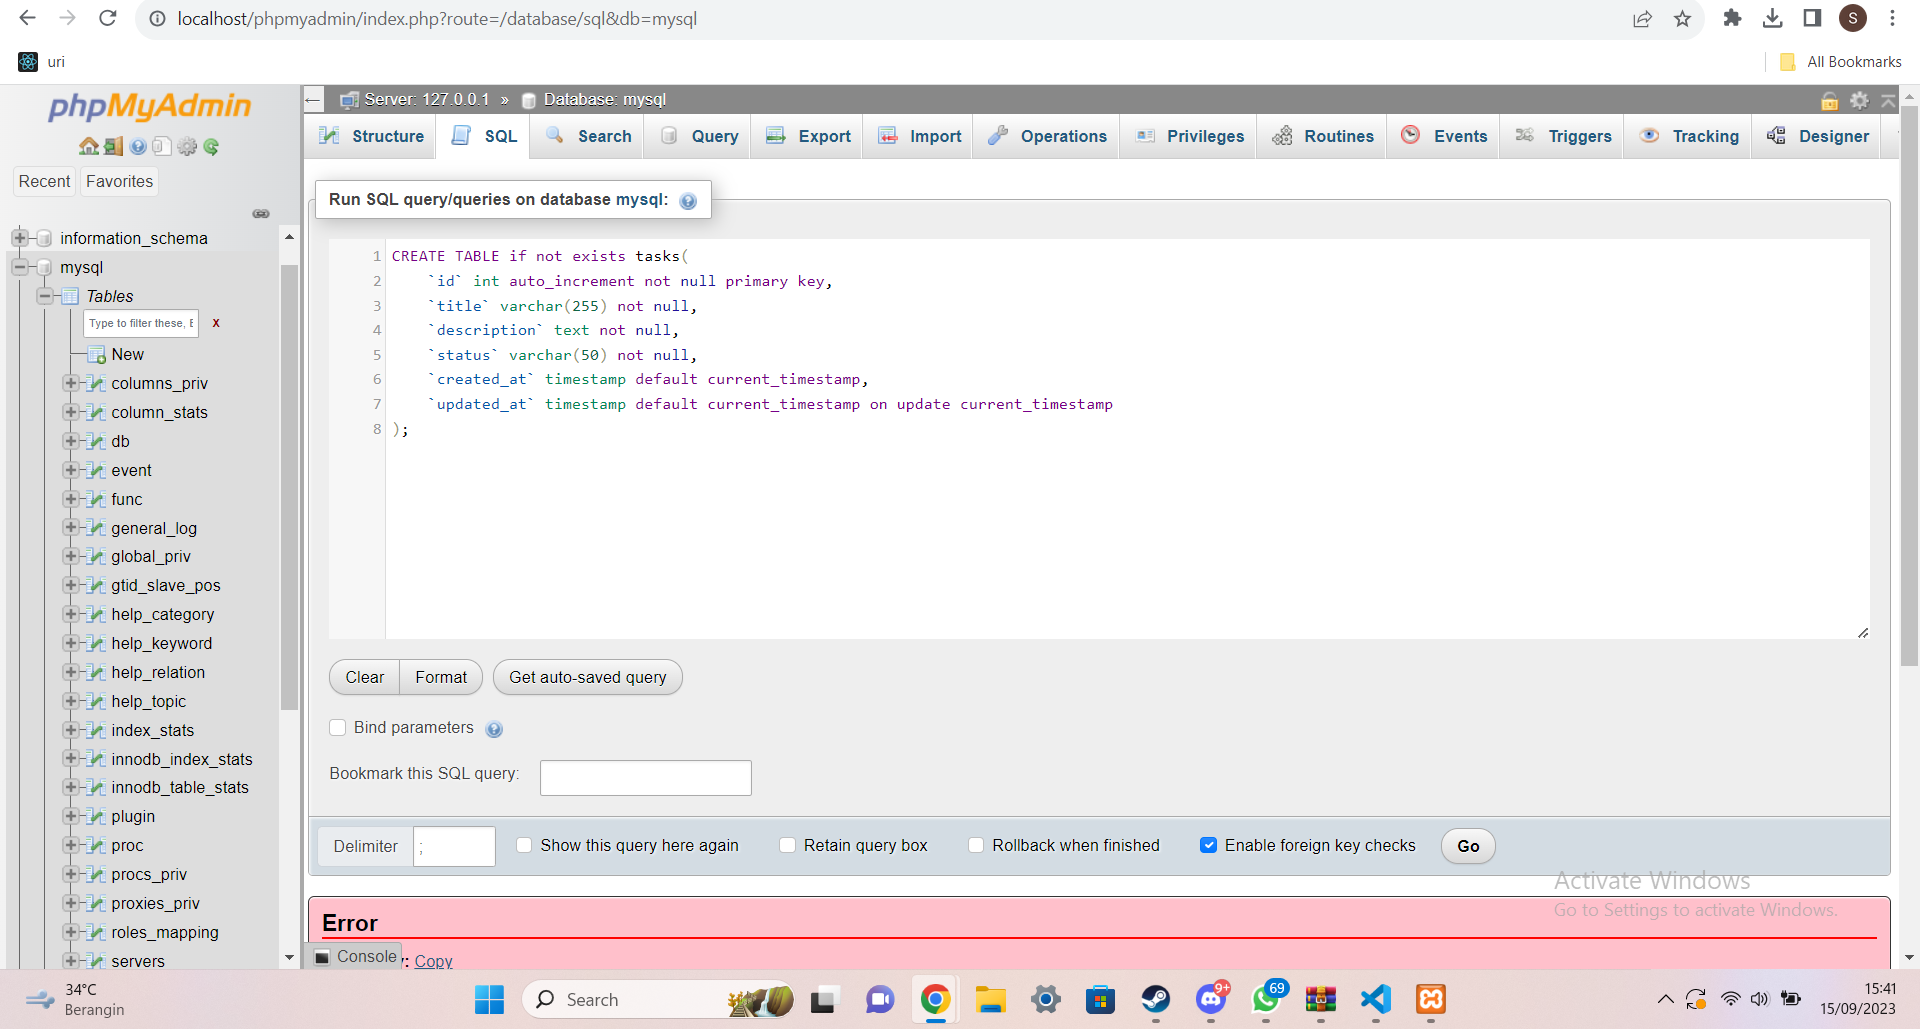 localhost/phpmyadmin/index.php?route=/database/sql&db=mysql
S
uri
All Bookmarks
phpMyAdmin
Recent
Favorites
information_schema
mysql
Tables
Type to filter these, E
X
New
columns_priv
column_stats
db
event
func
general_log
global_priv
gtid_slave_pos
help_category
help_keyword
help_relation
help_topic
index_stats
innodb_index_stats
innodb_table_stats
plugin
proc
procs_priv
proxies_priv
roles_mapping
servers
Server: 127.0.0.1 » Database: mysql
Structure
SQL
Search
Query
Export
Import
Operations
Privileges
Routines
Events
Triggers
Tracking
Designer
Run SQL query/queries on database mysql:
1 CREATE TABLE if not exists tasks(
2 `id` int auto_increment not null primary key,
3 `title` varchar(255) not null,
4 `description` text not null,
5 `status` varchar(50) not null,
6 `created_at` timestamp default current_timestamp,
7 `updated_at` timestamp default current_timestamp on update current_timestamp
8 );
Clear
Format
Get auto-saved query
Bind parameters
Bookmark this SQL query:
Delimiter
;
Show this query here again
Retain query box
Rollback when finished
Enable foreign key checks
Go
Activate Windows
Go to Settings to activate Windows.
Error
Console
: Copy
34°C
Berangin
Search
9+
69
15:41
15/09/2023